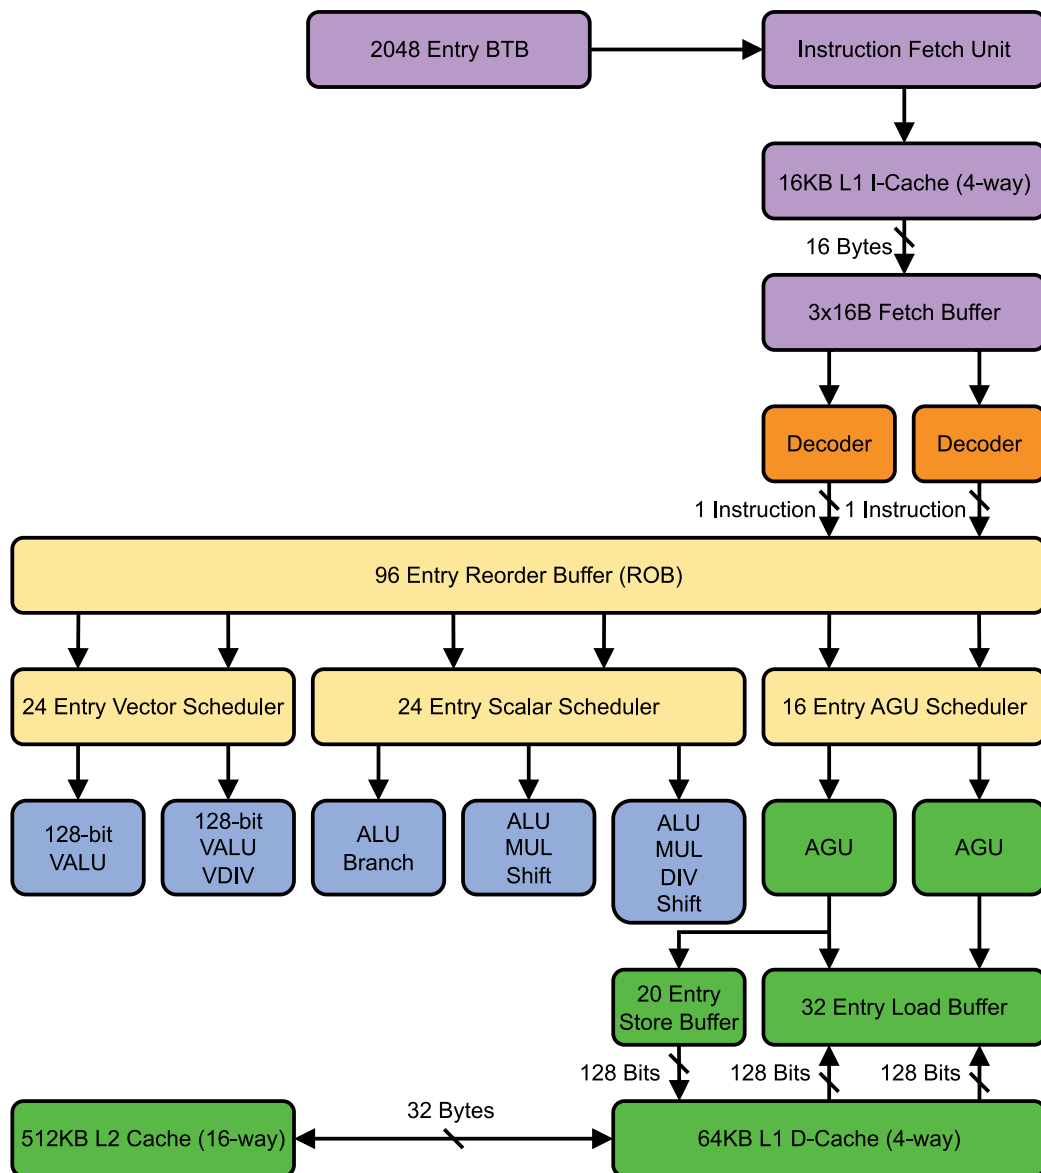 2048 Entry BTB
Instruction Fetch Unit
16KB L1 I-Cache (4-way)
16 Bytes
3x16B Fetch Buffer
Decoder
Decoder
1 Instruction
1 Instruction
96 Entry Reorder Buffer (ROB)
24 Entry Vector Scheduler
24 Entry Scalar Scheduler
16 Entry AGU Scheduler
128-bit
VALU
128-bit
VALU
VDIV
ALU
Branch
ALU
MUL
Shift
ALU
MUL
DIV
Shift
AGU
AGU
20 Entry
Store Buffer
32 Entry Load Buffer
128 Bits
128 Bits
128 Bits
512KB L2 Cache (16-way)
32 Bytes
64KB L1 D-Cache (4-way)